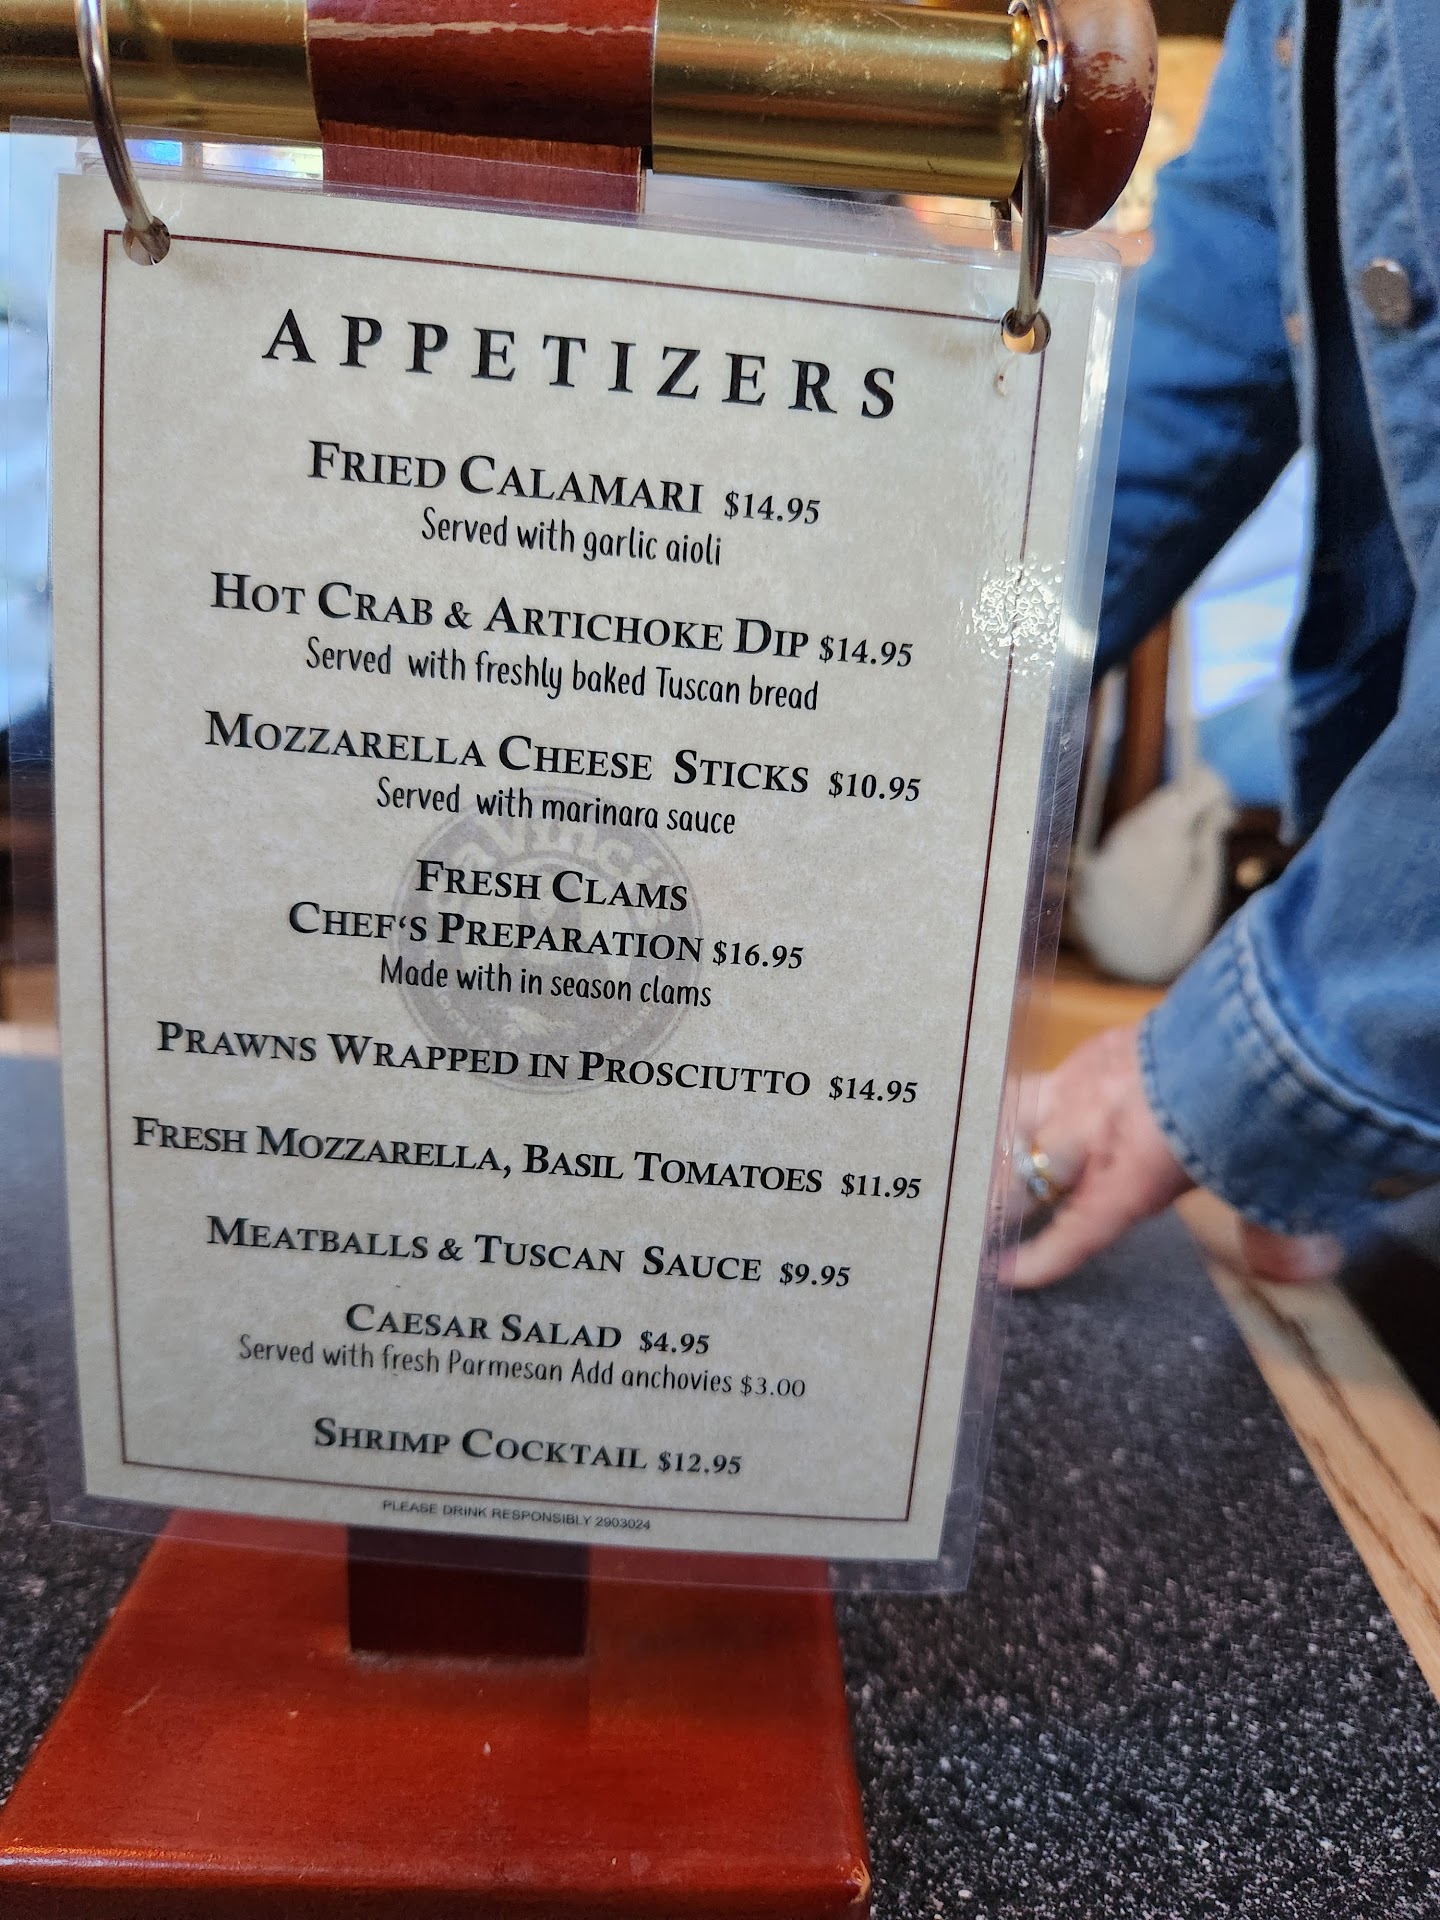 APPETIZERS
FRIED CALAMARI $14.95
Served with garlic aioli
HOT CRAB & ARTICHOKE DIP $14.95
Served with freshly baked Tuscan bread
MOZZARELLA CHEESE STICKS $10.95
Served with marinara sauce
FRESH CLAMS
CHEF‘S PREPARATION $16.95
Made with in season clams
PRAWNS WRAPPED IN PROSCIUTTO $14.95
FRESH MOZZARELLA, BASIL TOMATOES $11.95
MEATBALLS & TUSCAN SAUCE $9.95
CAESAR SALAD $4.95
Served with fresh Parmesan Add anchovies $3.00
SHRIMP COCKTAIL $12.95
PLEASE DRINK RESPONSIBLY 2903024